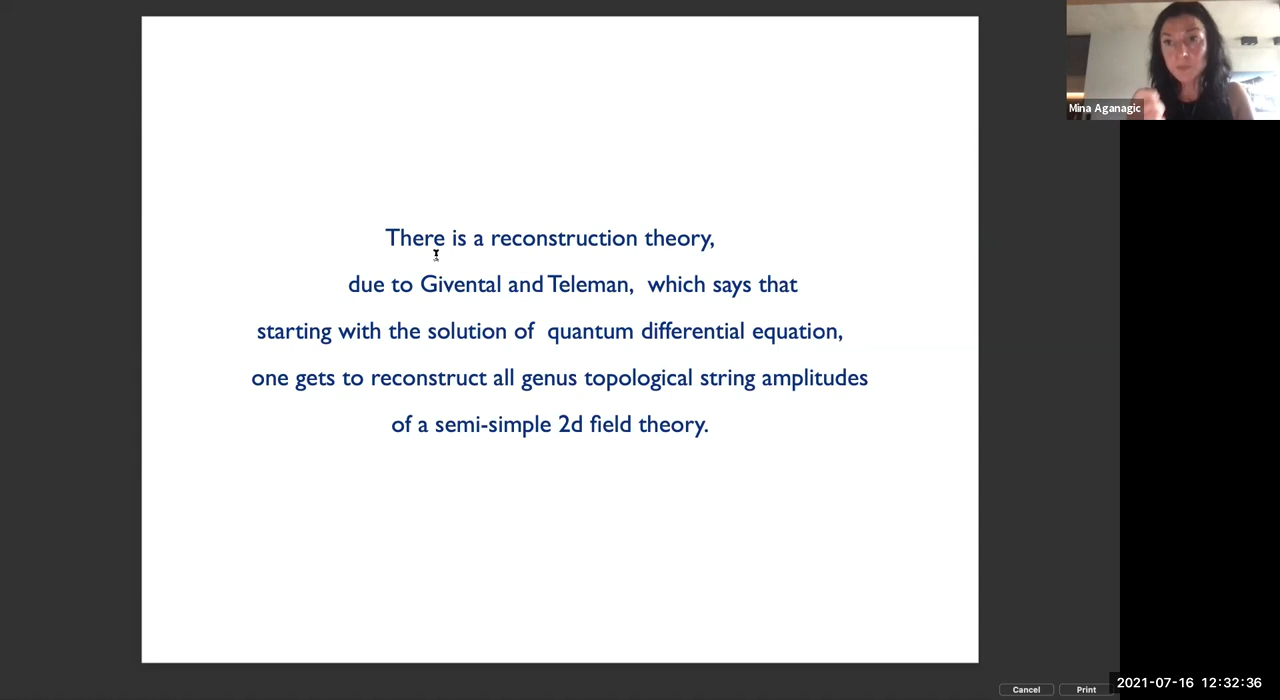 There is a reconstruction theory,
due to Givental and Teleman, which says that
starting with the solution of quantum differential equation,
one gets to reconstruct all genus topological string amplitudes
of a semi-simple 2d field theory.
Mina Aganagic
Cancel
Print
2021-07-16 12:32:36